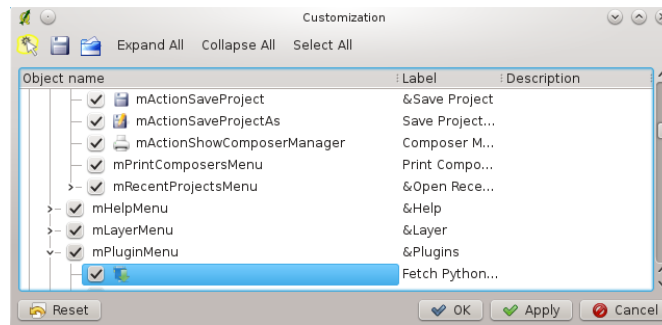 Customization
Expand All Collapse All Select All
Object name Label Description
mActionSaveProject &Save Project
mActionSaveProjectAs Save Project...
mActionShowComposerManager Composer M...
mPrintComposersMenu Print Compo...
mRecentProjectsMenu &Open Rece...
mHelpMenu &Help
mLayerMenu &Layer
mPluginMenu &Plugins
Fetch Python...
Reset OK Apply Cancel